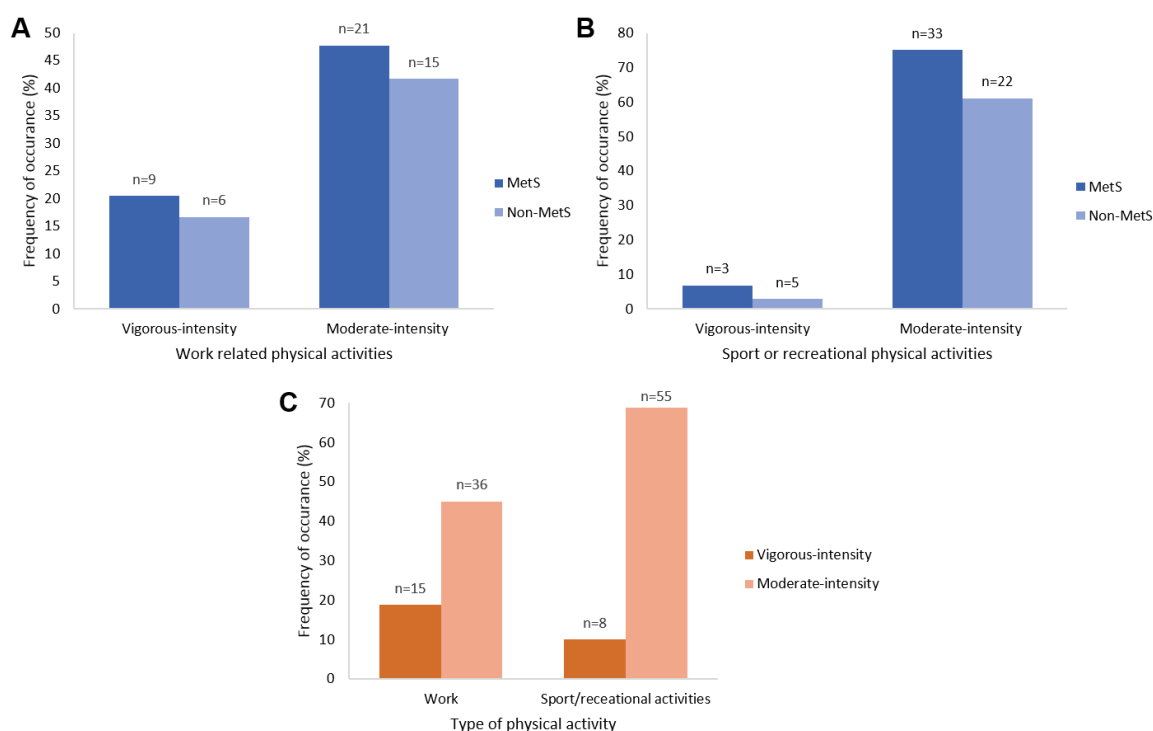 A
Frequency of occurance (%)
50
45
40
35
30
25
20
15
10
5
0
n=9
n=6
n=21
n=15
Vigorous-intensity
Moderate-intensity
Work related physical activities
MetS
Non-MetS
B
Frequency of occurance (%)
80
70
60
50
40
30
20
10
0
n=3
n=5
n=33
n=22
Vigorous-intensity
Moderate-intensity
Sport or recreational physical activities
MetS
Non-MetS
C
Frequency of occurance (%)
70
60
50
40
30
20
10
0
n=15
n=36
n=8
n=55
Work
Sport/receational activities
Type of physical activity
Vigorous-intensity
Moderate-intensity